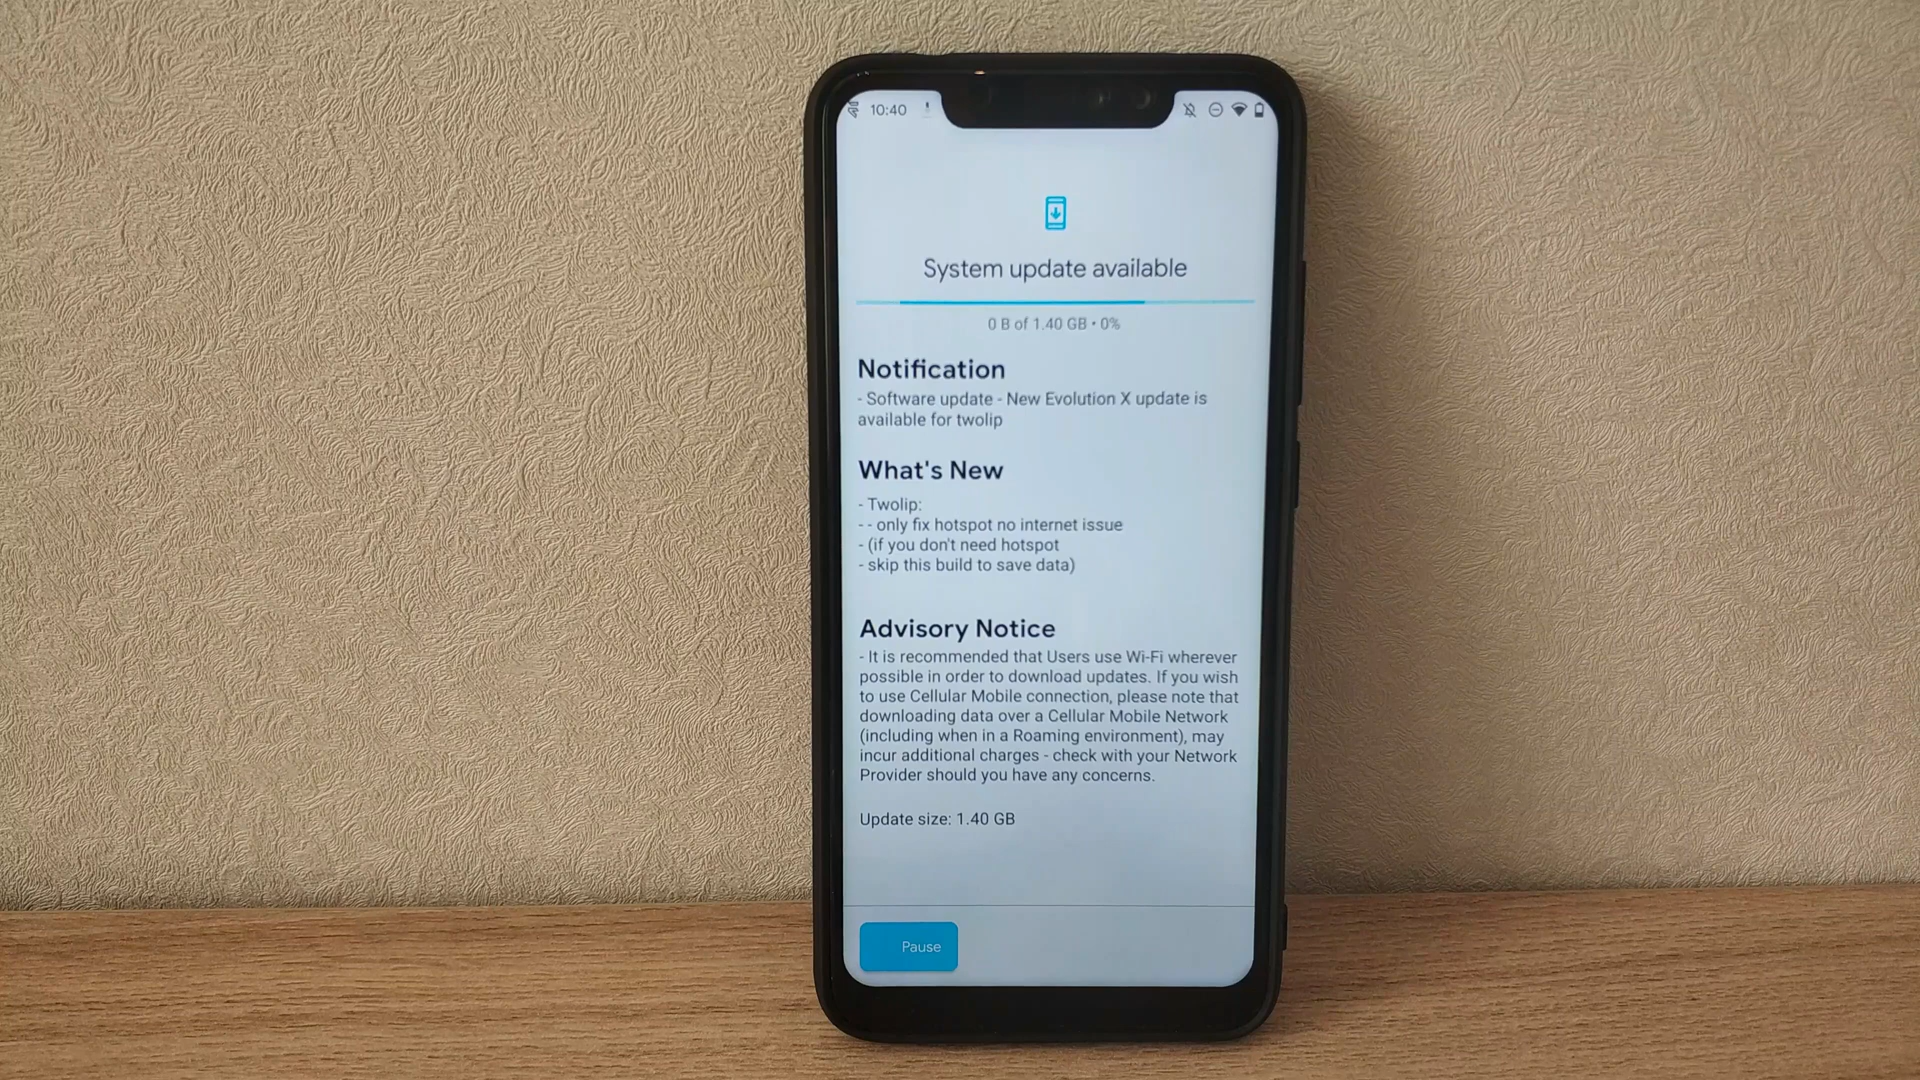 10:40
System update available
0 B of 1.40 GB • 0%
Notification
- Software update - New Evolution X update is
available for twolip
What's New
- Twolip:
- - only fix hotspot no internet issue
- (if you don't need hotspot
- skip this build to save data)
Advisory Notice
- It is recommended that Users use Wi-Fi wherever
possible in order to download updates. If you wish
to use Cellular Mobile connection, please note that
downloading data over a Cellular Mobile Network
(including when in a Roaming environment), may
incur additional charges - check with your Network
Provider should you have any concerns.
Update size: 1.40 GB
Pause